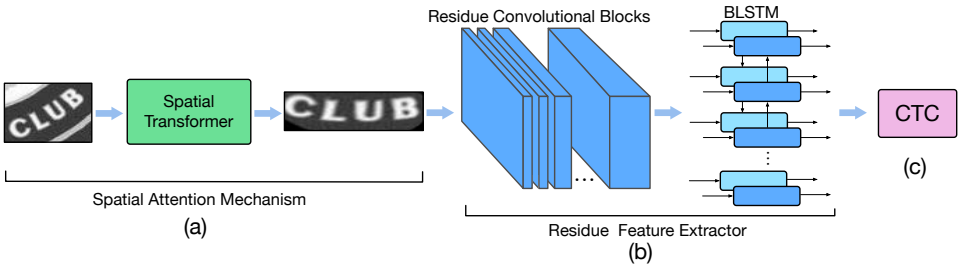 Residue Convolutional Blocks
BLSTM
CLUB
Spatial
Transformer
CLUB
CTC
...
...
(c)
Spatial Attention Mechanism
(a)
Residue Feature Extractor
(b)